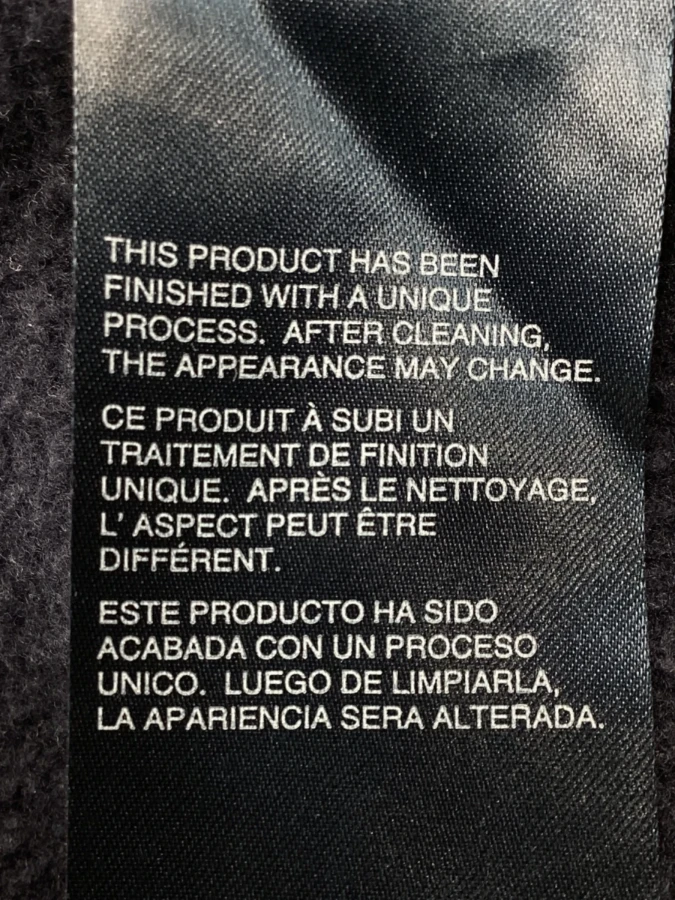 THIS PRODUCT HAS BEEN
FINISHED WITH A UNIQUE
PROCESS. AFTER CLEANING,
THE APPEARANCE MAY CHANGE.
CE PRODUIT À SUBI UN
TRAITEMENT DE FINITION
UNIQUE. APRÈS LE NETTOYAGE,
L' ASPECT PEUT ÊTRE
DIFFÉRENT.
ESTE PRODUCTO HA SIDO
ACABADA CON UN PROCESO
UNICO. LUEGO DE LIMPIARLA,
LA APARIENCIA SERA ALTERADA.